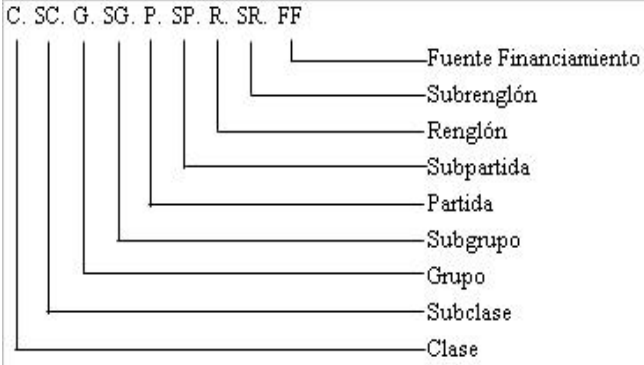 C. SC. G. SG. P. SP. R. SR. FF
Fuente Financiamiento
Subrenglón
Renglón
Subpartida
Partida
Subgrupo
Grupo
Subclase
Clase